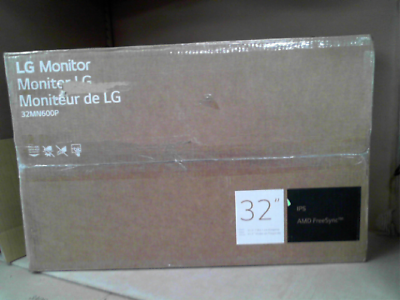 LG Monitor
Monitor LG
Moniteur de LG
32MN600P
32"
IPS
AMD FreeSync™